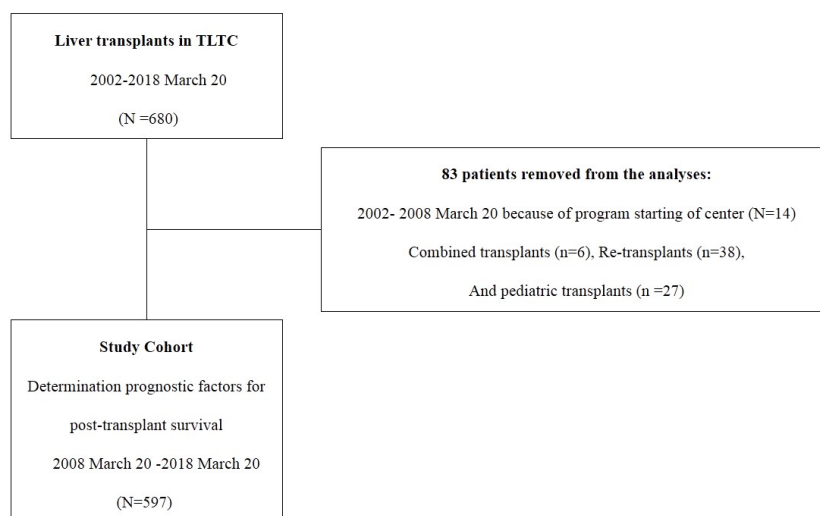 Liver transplants in TLTC
2002-2018 March 20
(N =680)
83 patients removed from the analyses:
2002- 2008 March 20 because of program starting of center (N=14)
Combined transplants (n=6), Re-transplants (n=38),
And pediatric transplants (n =27)
Study Cohort
Determination prognostic factors for
post-transplant survival
2008 March 20 -2018 March 20
(N=597)